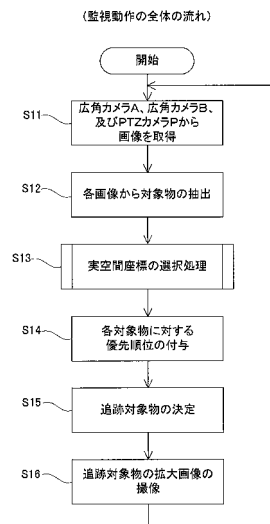 (監視動作の全体の流れ)
開始
S11
広角カメラA、広角カメラB、
及びPTZカメラPから
画像を取得
S12
各画像から対象物の抽出
S13
実空間座標の選択処理
S14
各対象物に対する
優先順位の付与
S15
追跡対象物の決定
S16
追跡対象物の拡大画像の
撮像